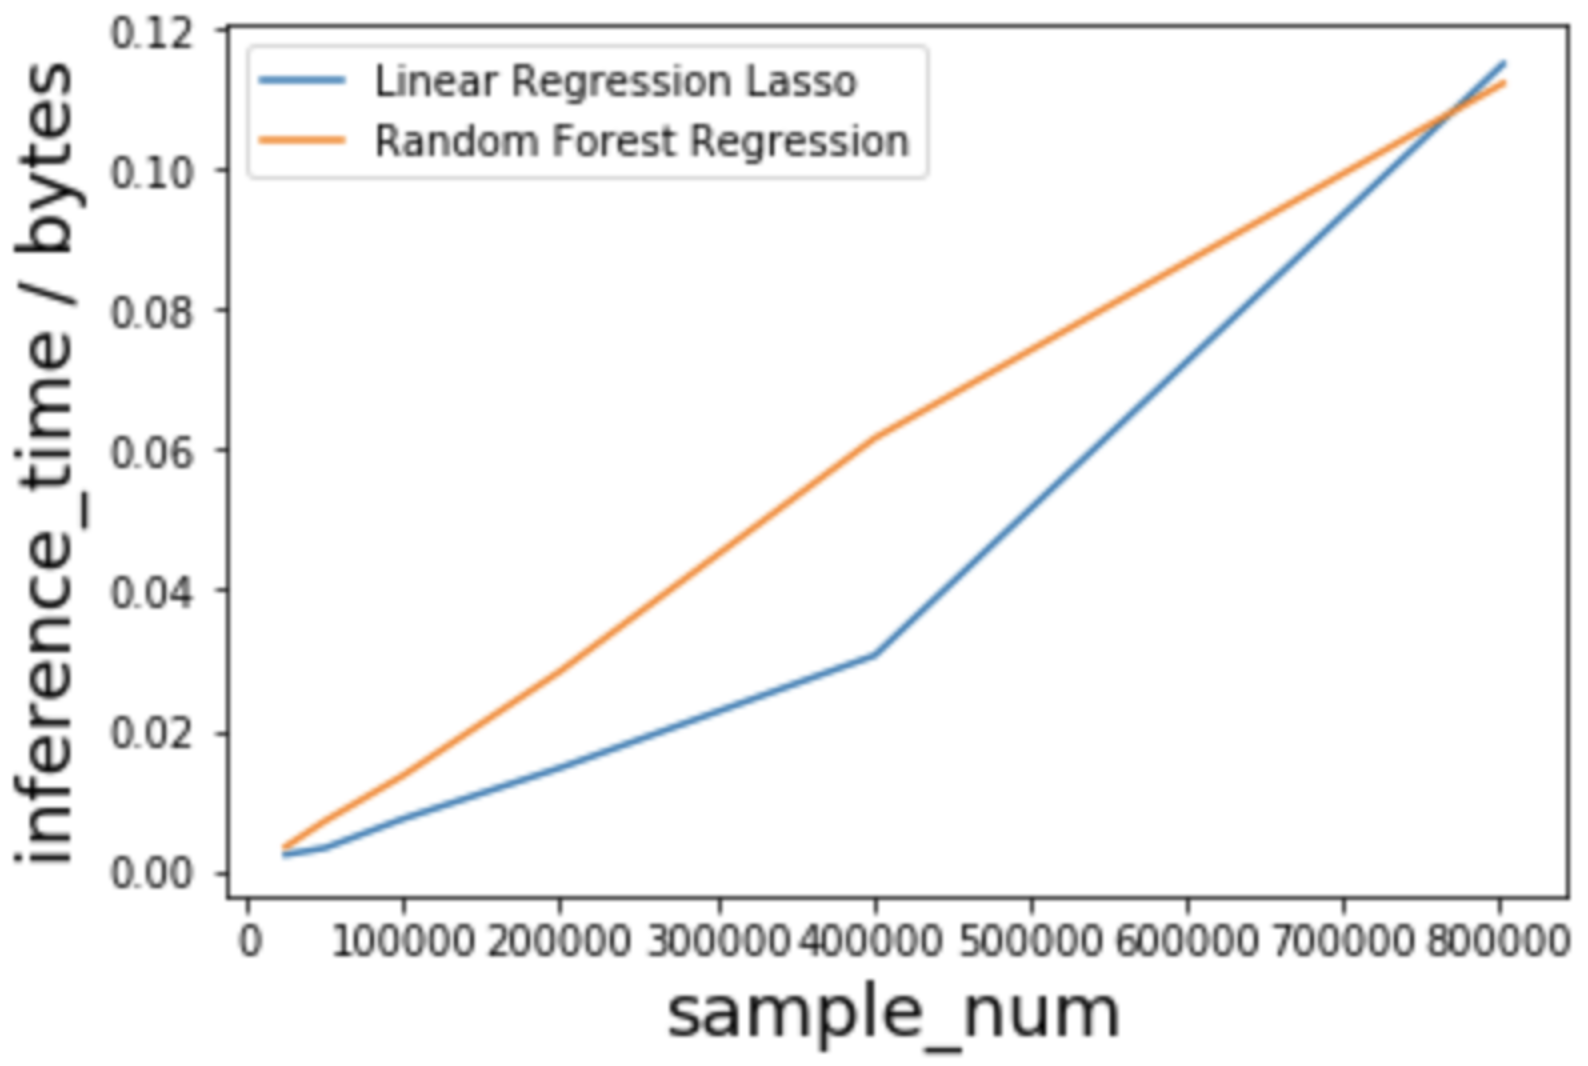 0.12
0.10
0.08
0.06
0.04
0.02
0.00
inference_time / bytes
Linear Regression Lasso
Random Forest Regression
0 100000 200000 300000 400000 500000 600000 700000 800000
sample_num